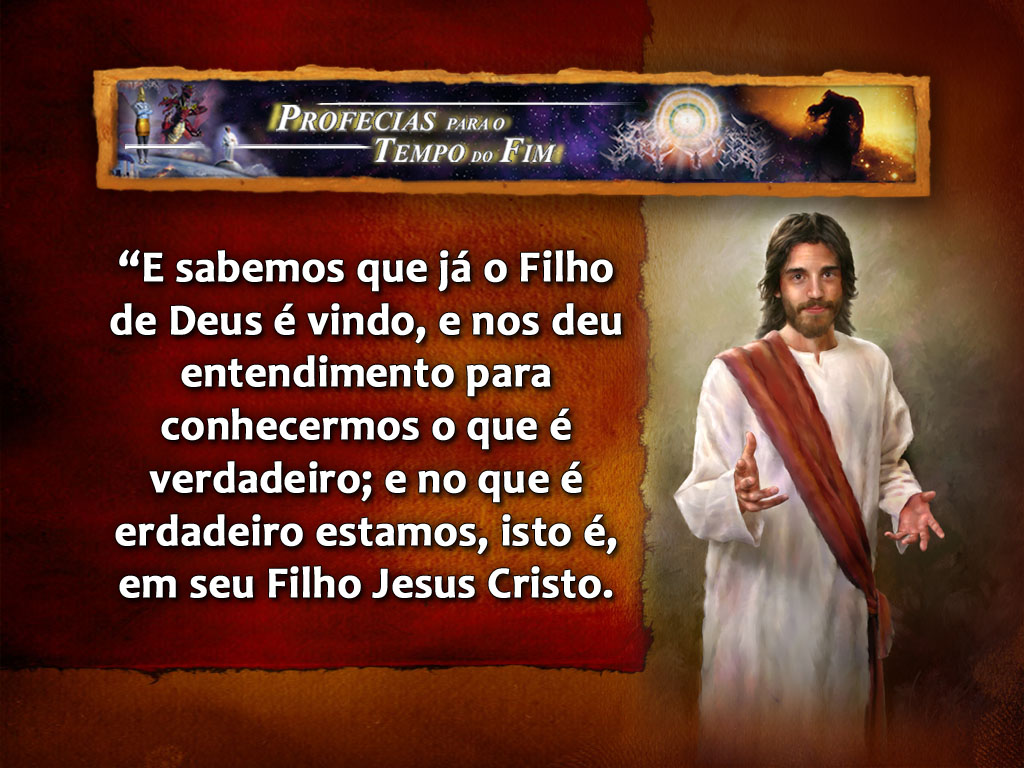 PROFECIAS PARA O
TEMPO DO FIM
“E sabemos que já o Filho
de Deus é vindo, e nos deu
entendimento para
conhecermos o que é
verdadeiro; e no que é
erdadeiro estamos, isto é,
em seu Filho Jesus Cristo.